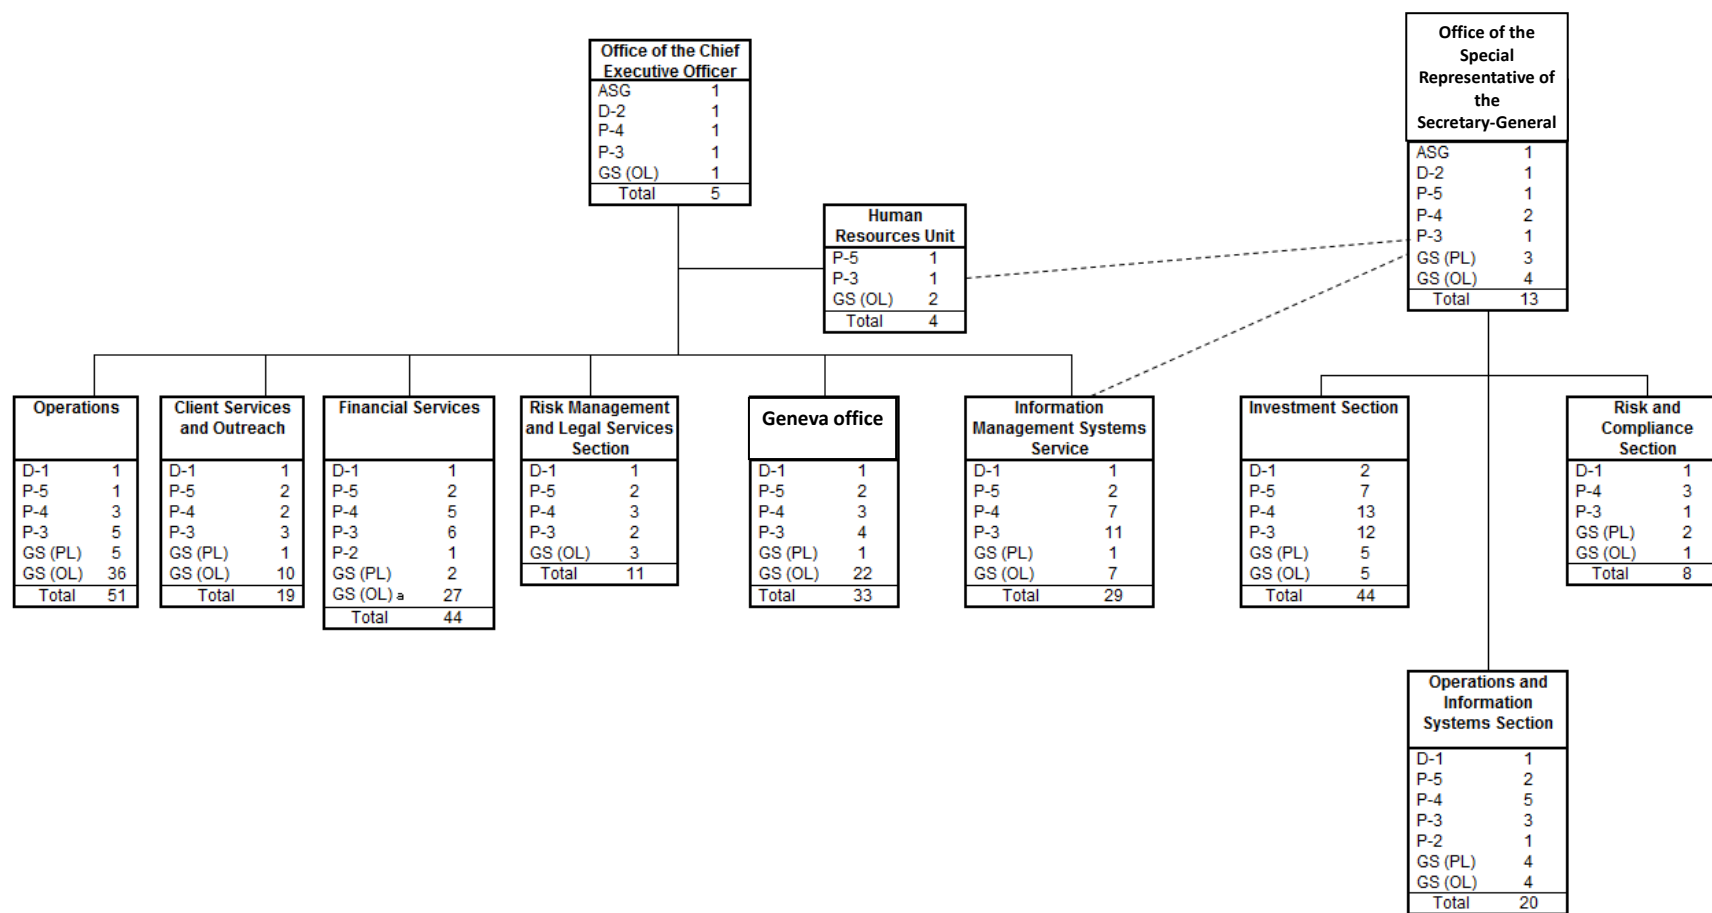 Office of the Chief
Executive Officer
ASG 1
D-2 1
P-4 1
P-3 1
GS (OL) 1
Total 5
Office of the
Special
Representative of
the
Secretary-General
ASG 1
D-2 1
P-5 1
P-4 2
P-3 1
GS (PL) 3
GS (OL) 4
Total 13
Human
Resources Unit
P-5 1
P-3 1
GS (OL) 2
Total 4
Operations
D-1 1
P-5 1
P-4 3
P-3 5
GS (PL) 5
GS (OL) 36
Total 51
Client Services
and Outreach
D-1 1
P-5 2
P-4 2
P-3 3
GS (PL) 1
GS (OL) 10
Total 19
Financial Services
D-1 1
P-5 2
P-4 5
P-3 6
P-2 1
GS (PL) 2
GS (OL) a 27
Total 44
Risk Management
and Legal Services
Section
D-1 1
P-5 2
P-4 3
P-3 2
GS (OL) 3
Total 11
Geneva office
D-1 1
P-5 2
P-4 3
P-3 4
GS (PL) 1
GS (OL) 22
Total 33
Information
Management Systems
Service
D-1 1
P-5 2
P-4 7
P-3 11
GS (PL) 1
GS (OL) 7
Total 29
Investment Section
D-1 2
P-5 7
P-4 13
P-3 12
GS (PL) 5
GS (OL) 5
Total 44
Risk and
Compliance
Section
D-1 1
P-4 3
P-3 1
GS (PL) 2
GS (OL) 1
Total 8
Operations and
Information
Systems Section
D-1 1
P-5 2
P-4 5
P-3 3
P-2 1
GS (PL) 4
GS (OL) 4
Total 20